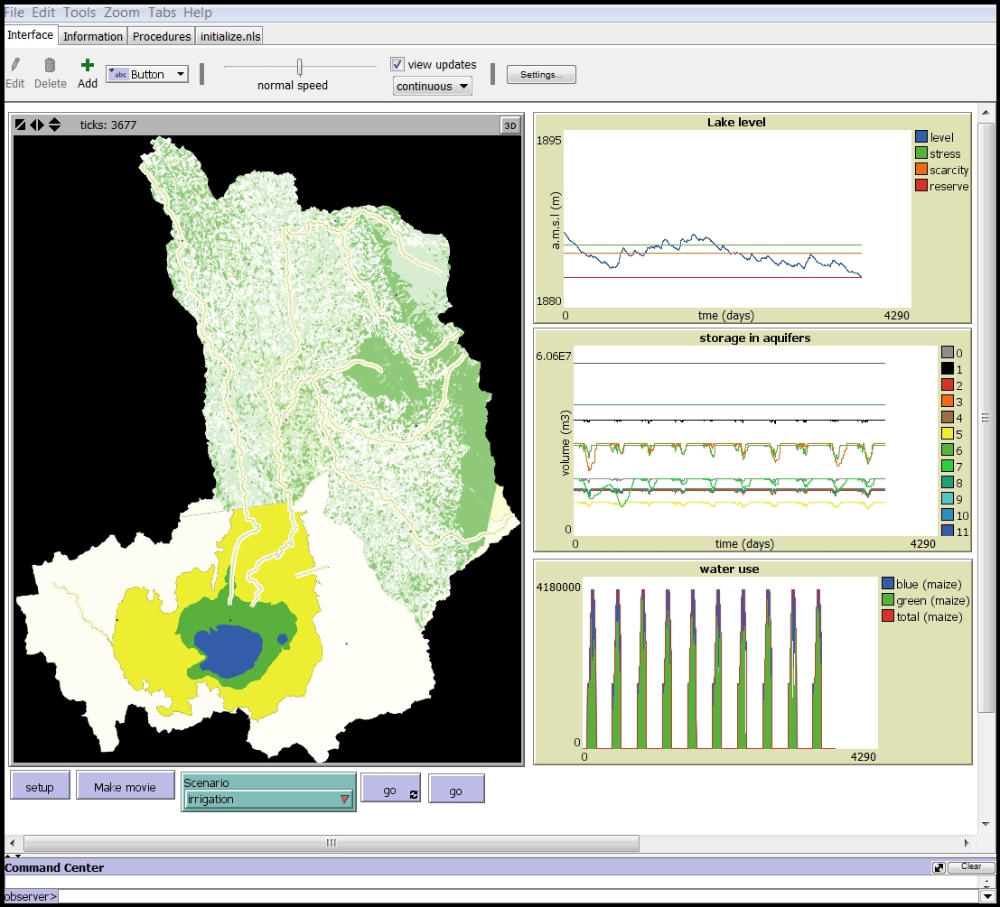 File Edit Tools Zoom Tabs Help
Interface Information Procedures initialize.nls
Edit Delete Add abc Button normal speed view updates continuous Settings...
ticks: 3677 3D
Lake level
1895
a.m.s.l (m)
1880
0 tme (days) 4290
level
stress
scarcity
reserve
storage in aquifers
6.06E7
volume (m3)
0
0 time (days) 4290
0
1
2
3
4
5
6
7
8
9
10
11
water use
4180000
0
0 4290
blue (maize)
green (maize)
total (maize)
setup Make movie Scenario irrigation go go
Command Center Clear
observer>